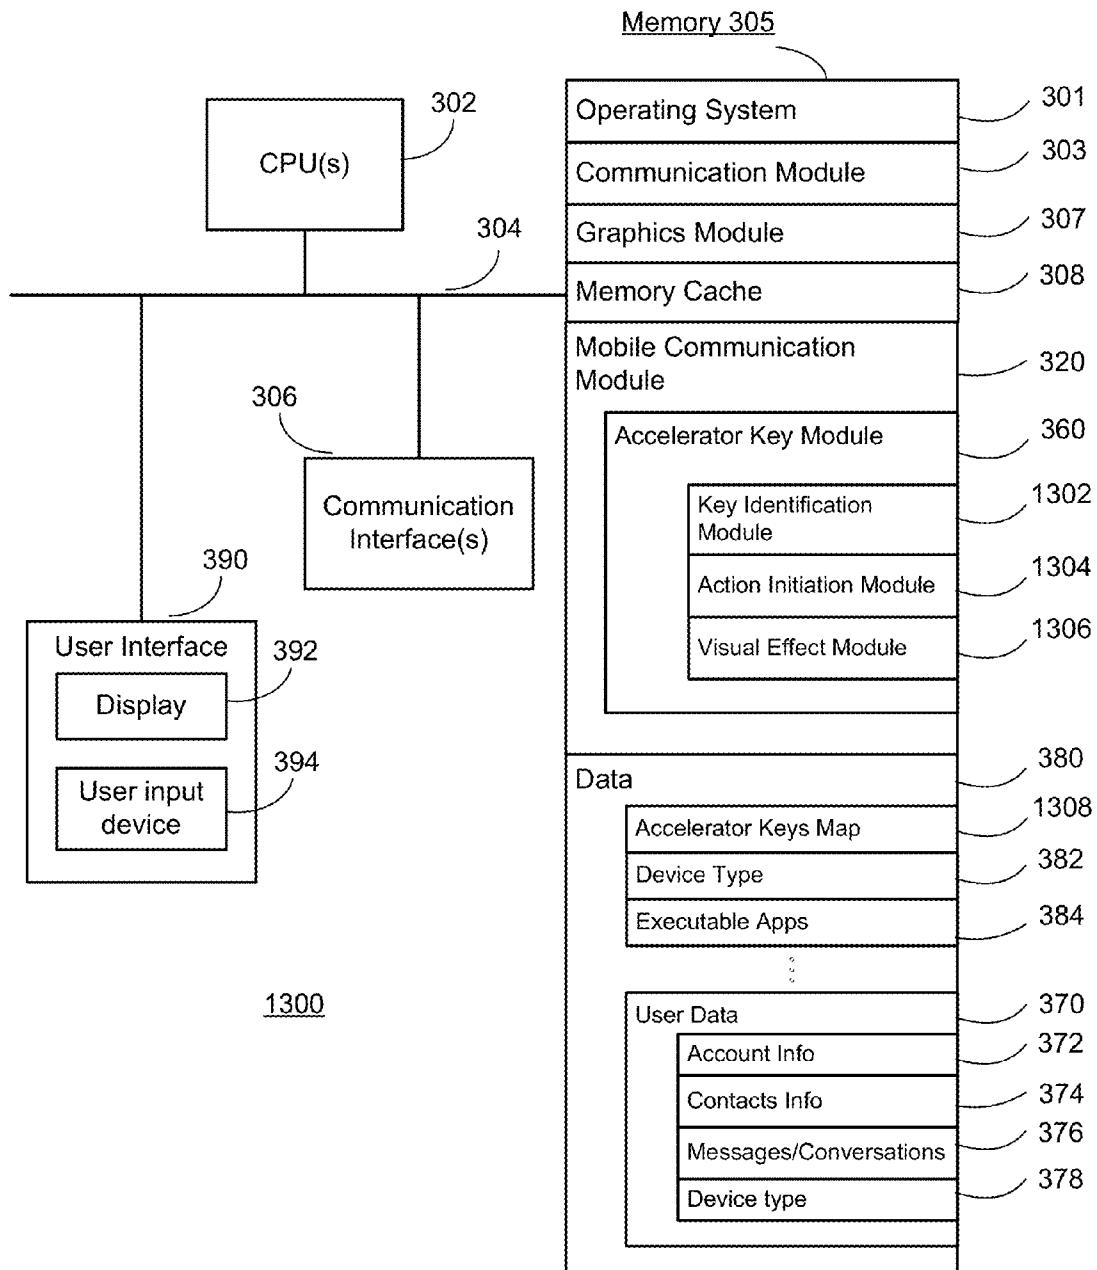 Memory 305
302
CPU(s)
304
306
Communication
Interface(s)
390
User Interface
392
Display
394
User input
device
1300
Operating System
301
Communication Module
303
Graphics Module
307
Memory Cache
308
Mobile Communication
Module
320
Accelerator Key Module
360
Key Identification
Module
1302
Action Initiation Module
1304
Visual Effect Module
1306
Data
380
Accelerator Keys Map
1308
Device Type
382
Executable Apps
384
User Data
370
Account Info
372
Contacts Info
374
Messages/Conversations
376
Device type
378